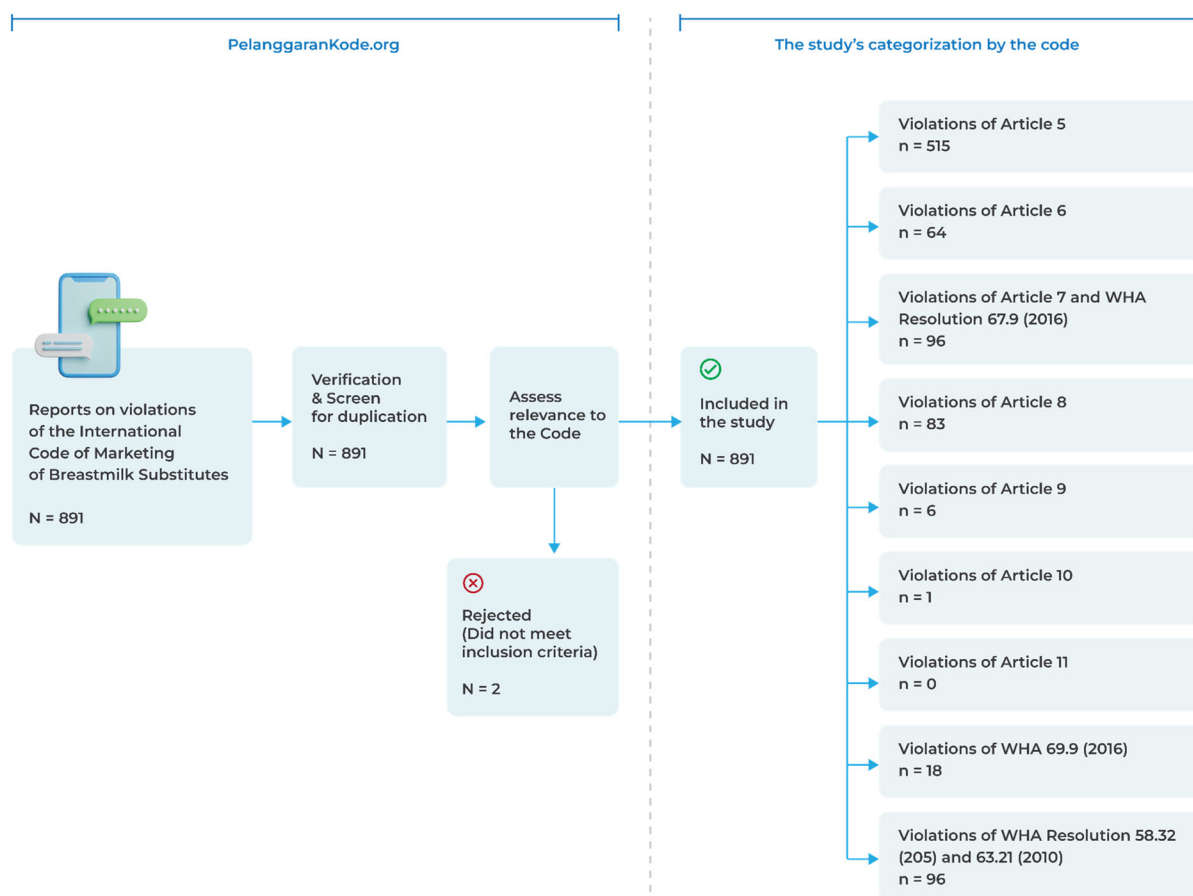 PelanggaranKode.org
The study's categorization by the code
Reports on violations
of the International
Code of Marketing
of Breastmilk Substitutes
N = 891
Verification
& Screen
for duplication
N = 891
Assess
relevance to
the Code
Rejected
(Did not meet
inclusion criteria)
N = 2
Included in
the study
N = 891
Violations of Article 5
n = 515
Violations of Article 6
n = 64
Violations of Article 7 and WHA
Resolution 67.9 (2016)
n = 96
Violations of Article 8
n = 83
Violations of Article 9
n = 6
Violations of Article 10
n = 1
Violations of Article 11
n = 0
Violations of WHA 69.9 (2016)
n = 18
Violations of WHA Resolution 58.32
(205) and 63.21 (2010)
n = 96